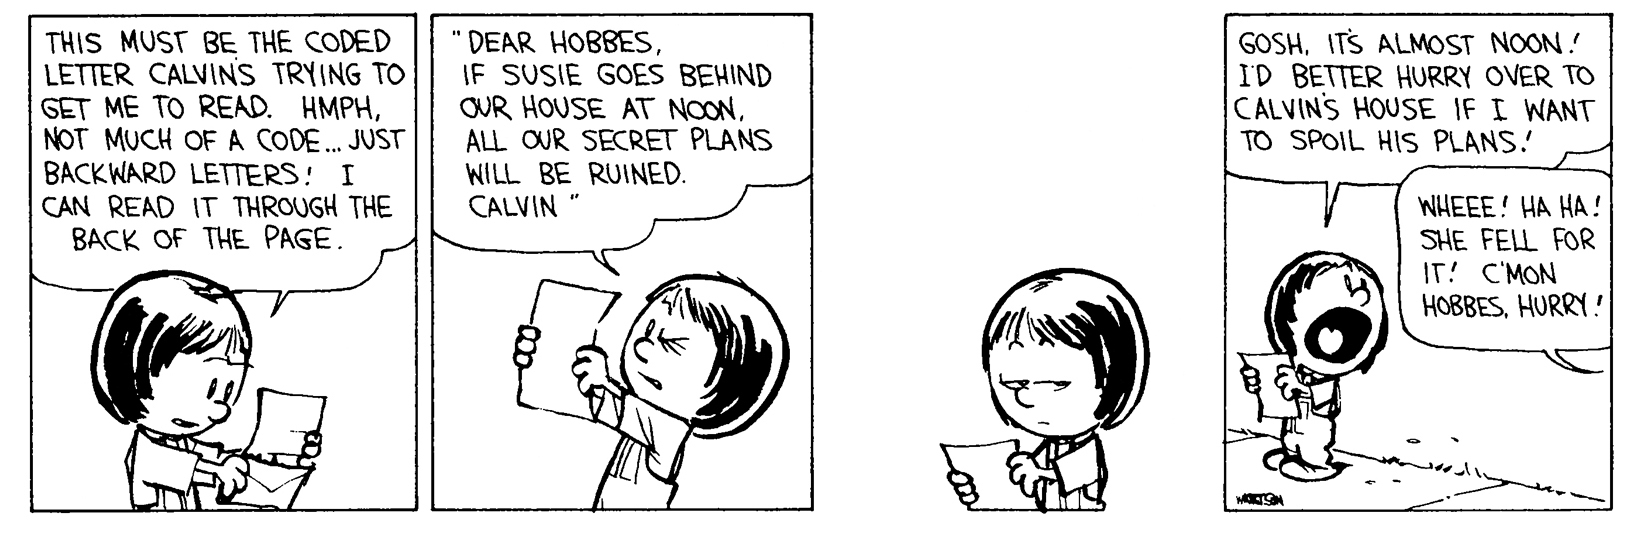 THIS MUST BE THE CODED
LETTER CALVIN'S TRYING TO
GET ME TO READ. HMPH,
NOT MUCH OF A CODE... JUST
BACKWARD LETTERS! I
CAN READ IT THROUGH THE
BACK OF THE PAGE.
"DEAR HOBBES,
IF SUSIE GOES BEHIND
OUR HOUSE AT NOON,
ALL OUR SECRET PLANS
WILL BE RUINED.
CALVIN"
GOSH, IT'S ALMOST NOON!
I'D BETTER HURRY OVER TO
CALVIN'S HOUSE IF I WANT
TO SPOIL HIS PLANS!
WHEEE! HA HA!
SHE FELL FOR
IT! C'MON
HOBBES, HURRY!
WATTERSON